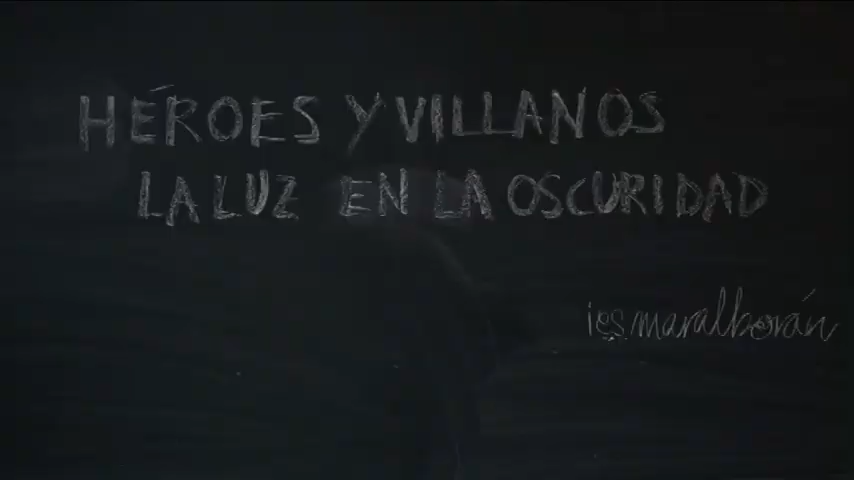 HÉROES Y VILLANOS
LA LUZ EN LA OSCURIDAD
ies maralborán